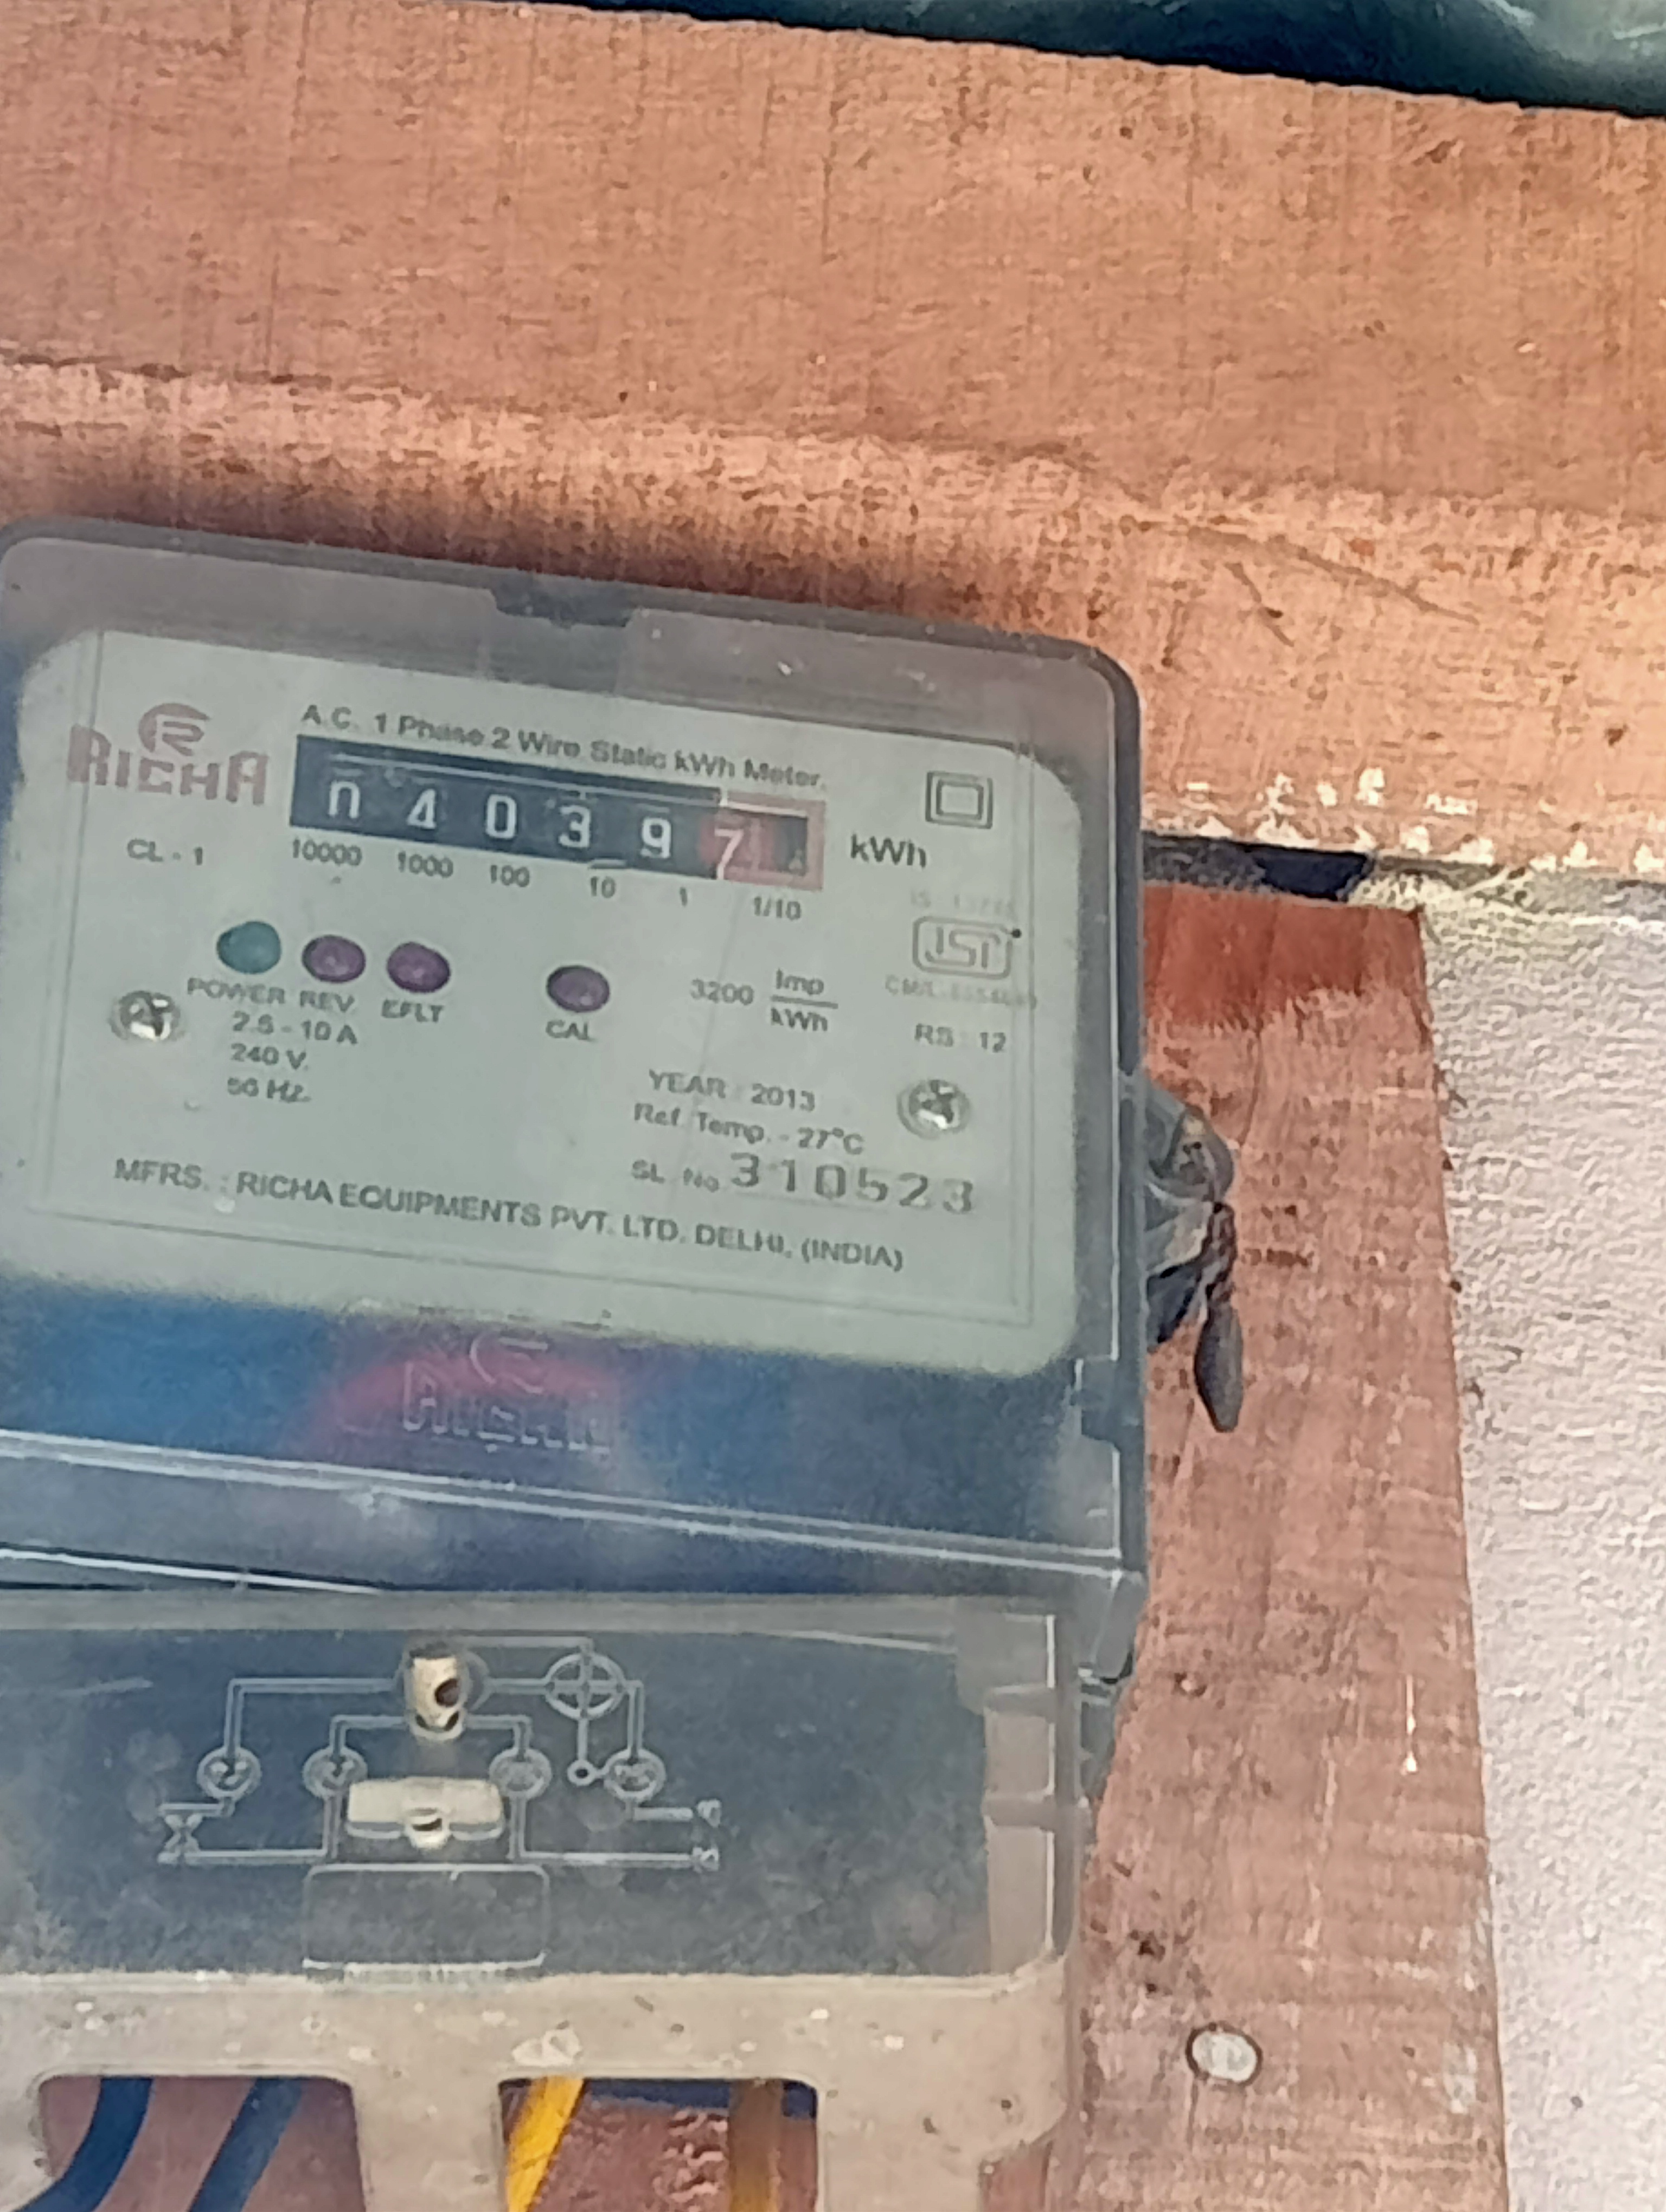 RICHA
A.C. 1 Phase 2 Wire Static kWh Meter.
0 4 0 3 9 7
kWh
CL - 1
10000 1000 100 10 1 1/10
POWER REV. EFLT
CAL
3200 Imp/kWh
2.5 - 10 A
240 V.
50 Hz.
RS 12
YEAR : 2013
Ref. Temp. - 27°C
SL No 310523
MFRS. : RICHA EQUIPMENTS PVT. LTD. DELHI. (INDIA)
RICHA